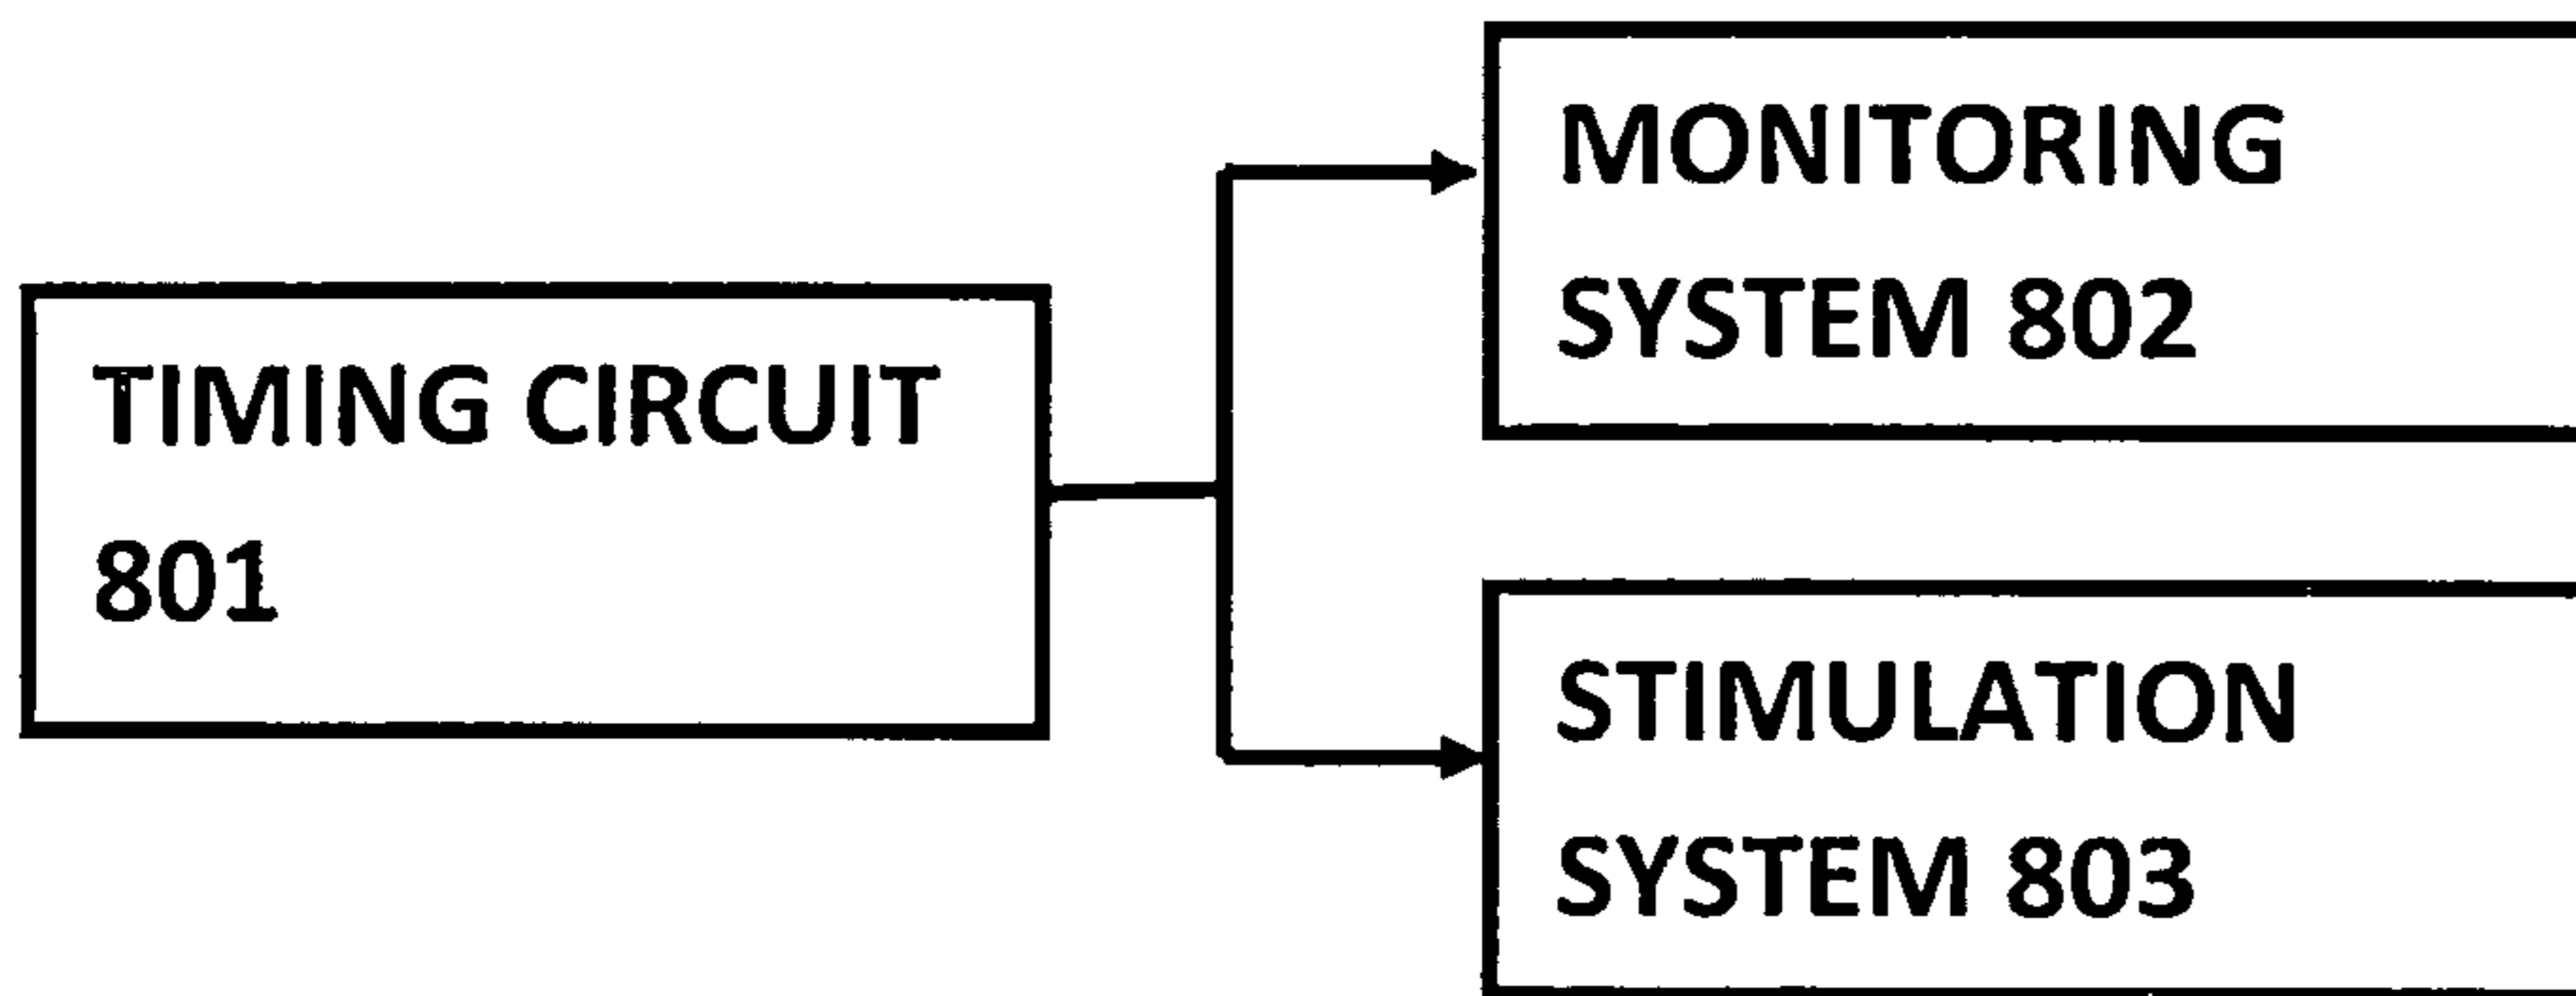 TIMING CIRCUIT
801
MONITORING
SYSTEM 802
STIMULATION
SYSTEM 803